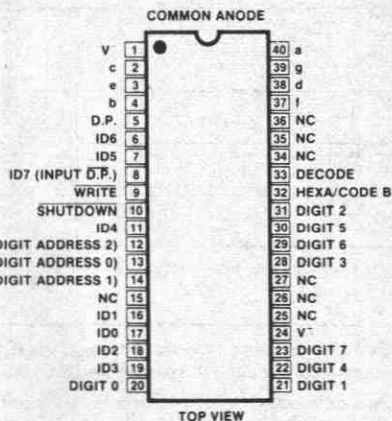 COMMON ANODE
V 1
c 2
e 3
b 4
D.P. 5
ID6 6
ID5 7
ID7 (INPUT D.P.) 8
WRITE 9
SHUTDOWN 10
ID4 11
DIGIT ADDRESS 2) 12
DIGIT ADDRESS 0) 13
DIGIT ADDRESS 1) 14
NC 15
ID1 16
ID0 17
ID2 18
ID3 19
DIGIT 0 20
40 a
39 g
38 d
37 f
36 NC
35 NC
34 NC
33 DECODE
32 HEXA/CODE B
31 DIGIT 2
30 DIGIT 5
29 DIGIT 6
28 DIGIT 3
27 NC
26 NC
25 NC
24 V-
23 DIGIT 7
22 DIGIT 4
21 DIGIT 1
TOP VIEW